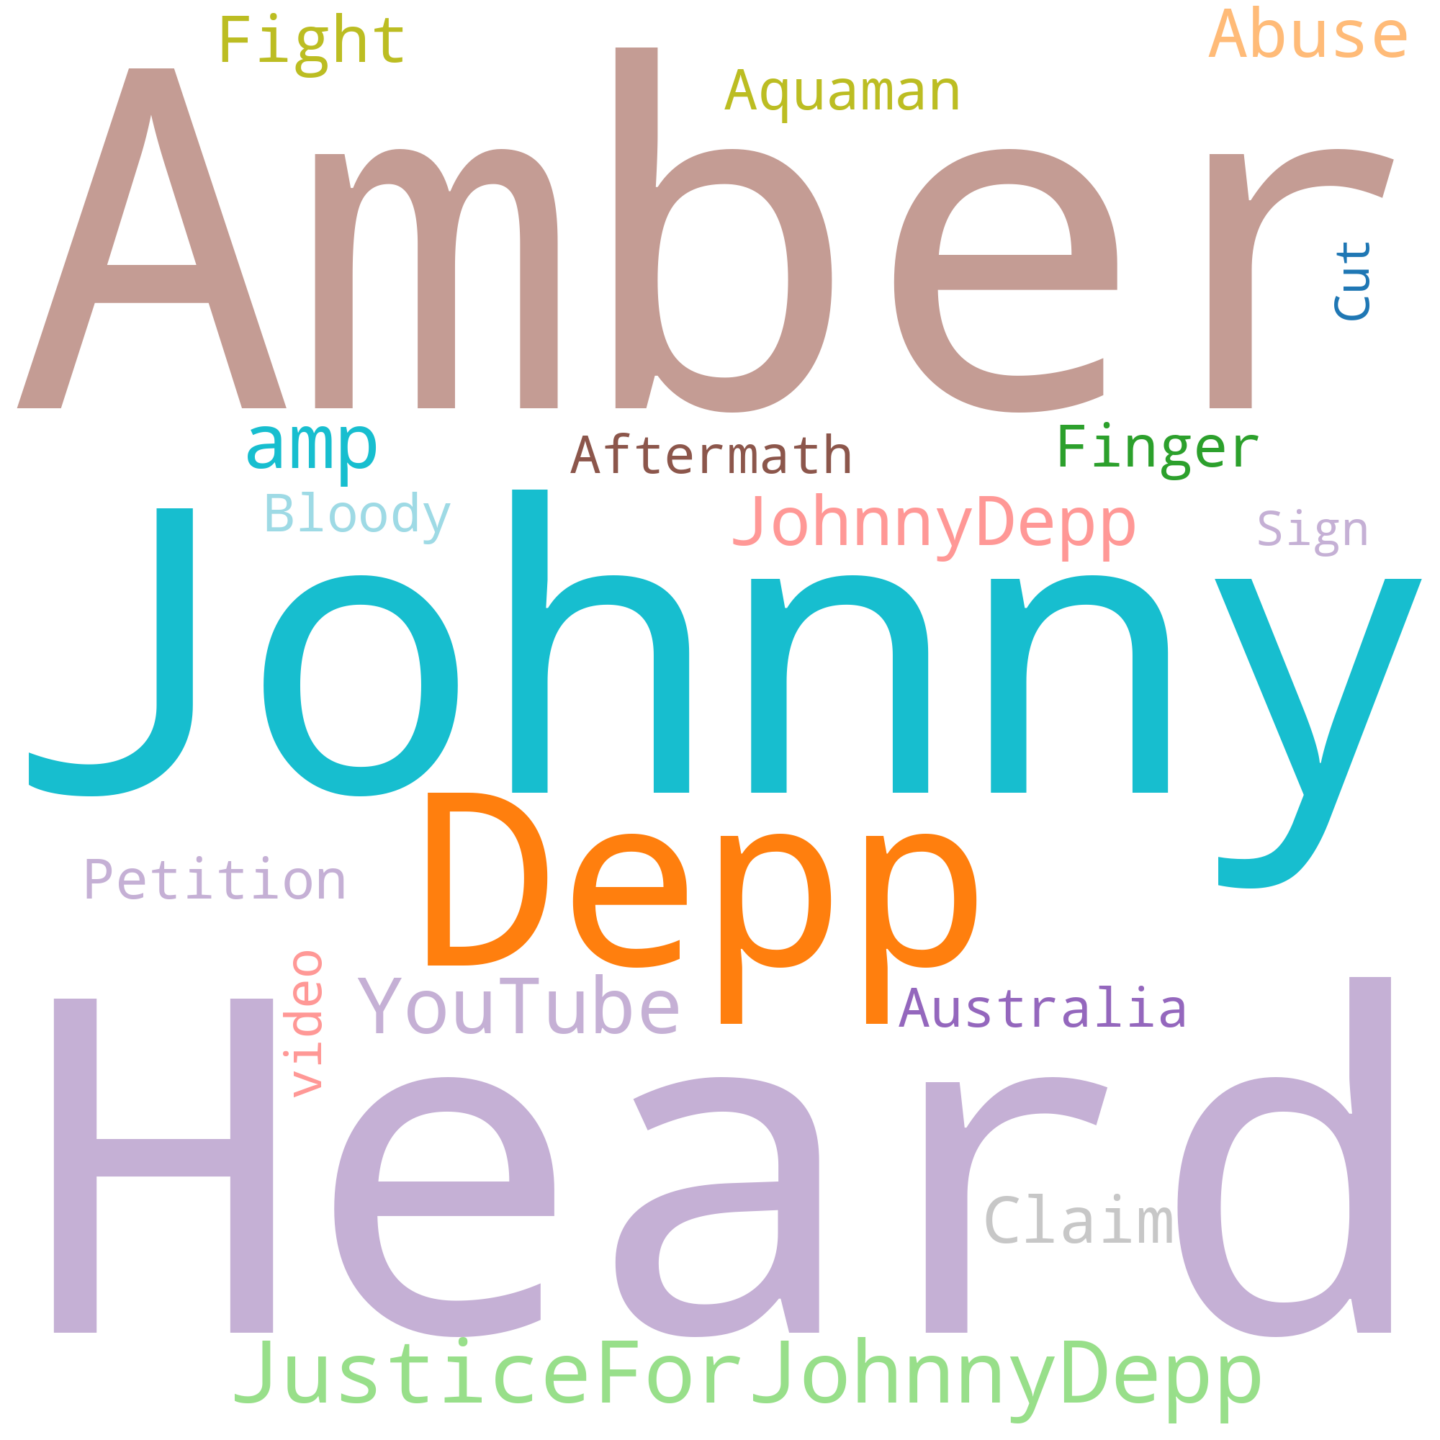 Fight
Abuse
Aquaman
Amber
Cut
amp
Aftermath
Finger
Bloody
JohnnyDepp
Sign
Johnny
Depp
Petition
video
YouTube
Australia
Heard
Claim
JusticeForJohnnyDepp